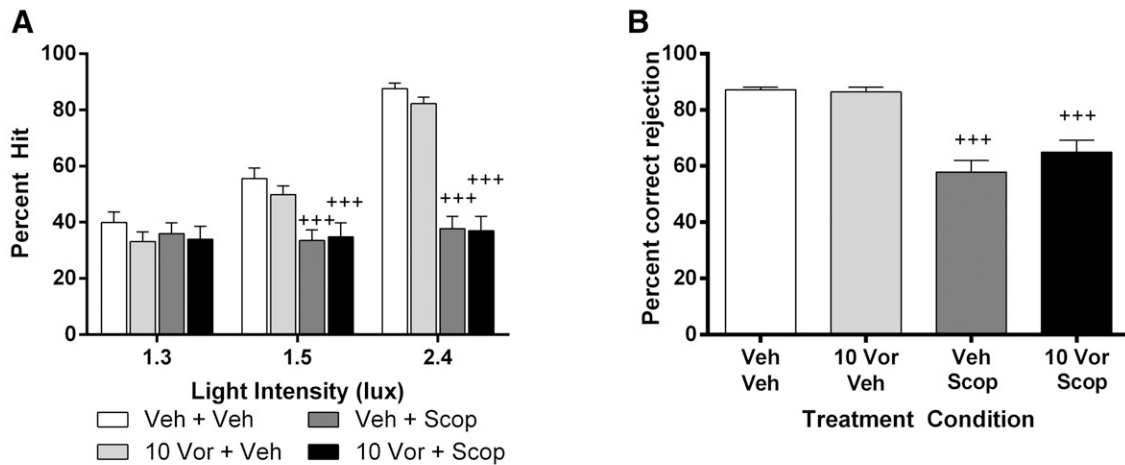 A
Percent Hit
100
80
60
40
20
0
+++
+++
+++
+++
1.3 1.5 2.4
Light Intensity (lux)
Veh + Veh Veh + Scop
10 Vor + Veh 10 Vor + Scop
B
Percent correct rejection
100
80
60
40
20
0
+++
+++
Veh 10 Vor Veh 10 Vor
Veh Veh Scop Scop
Treatment Condition